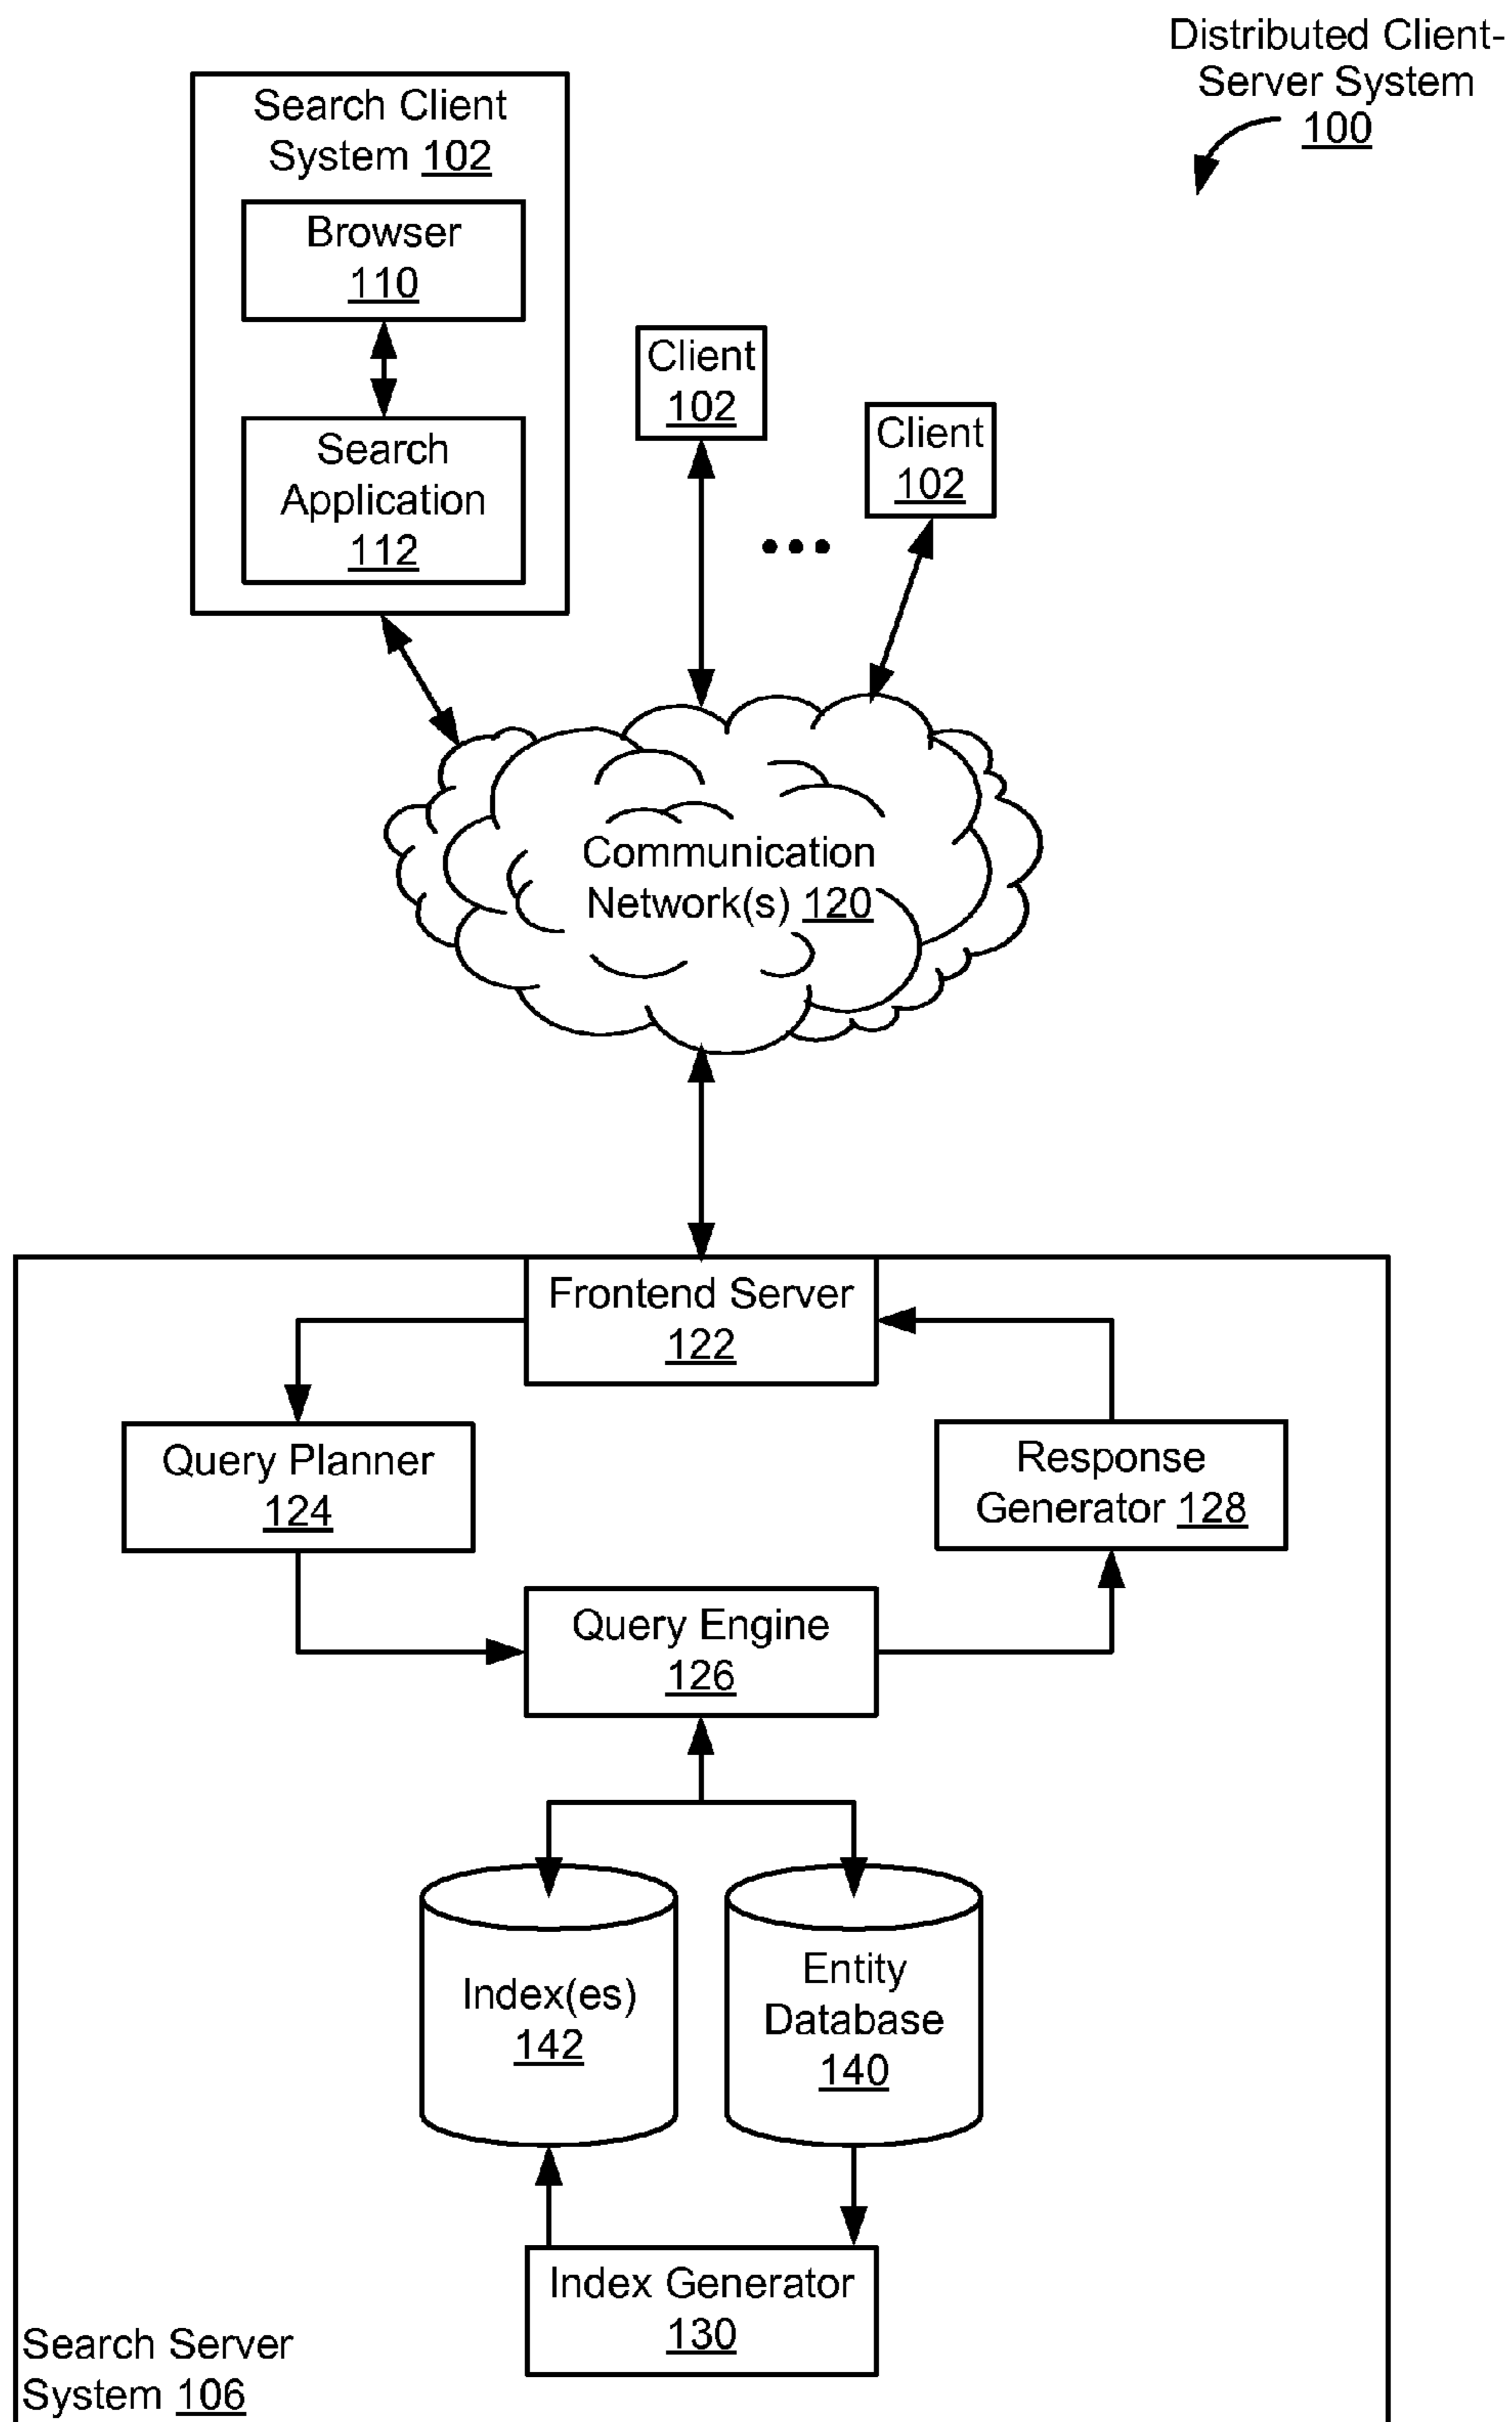 Distributed Client-
Server System
100
Search Client
System 102
Browser
110
Search
Application
112
Client
102
Client
102
Communication
Network(s) 120
Frontend Server
122
Query Planner
124
Response
Generator 128
Query Engine
126
Index(es)
142
Entity
Database
140
Index Generator
130
Search Server
System 106